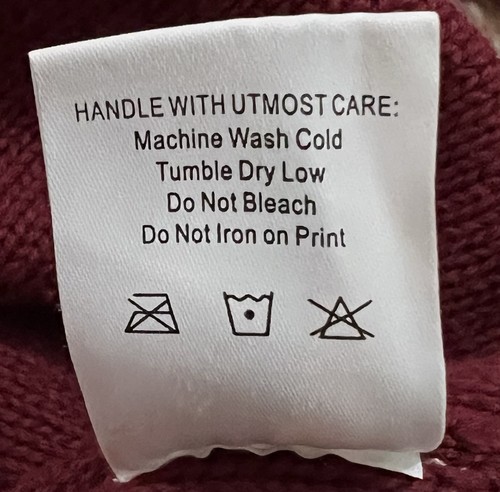 HANDLE WITH UTMOST CARE:
Machine Wash Cold
Tumble Dry Low
Do Not Bleach
Do Not Iron on Print